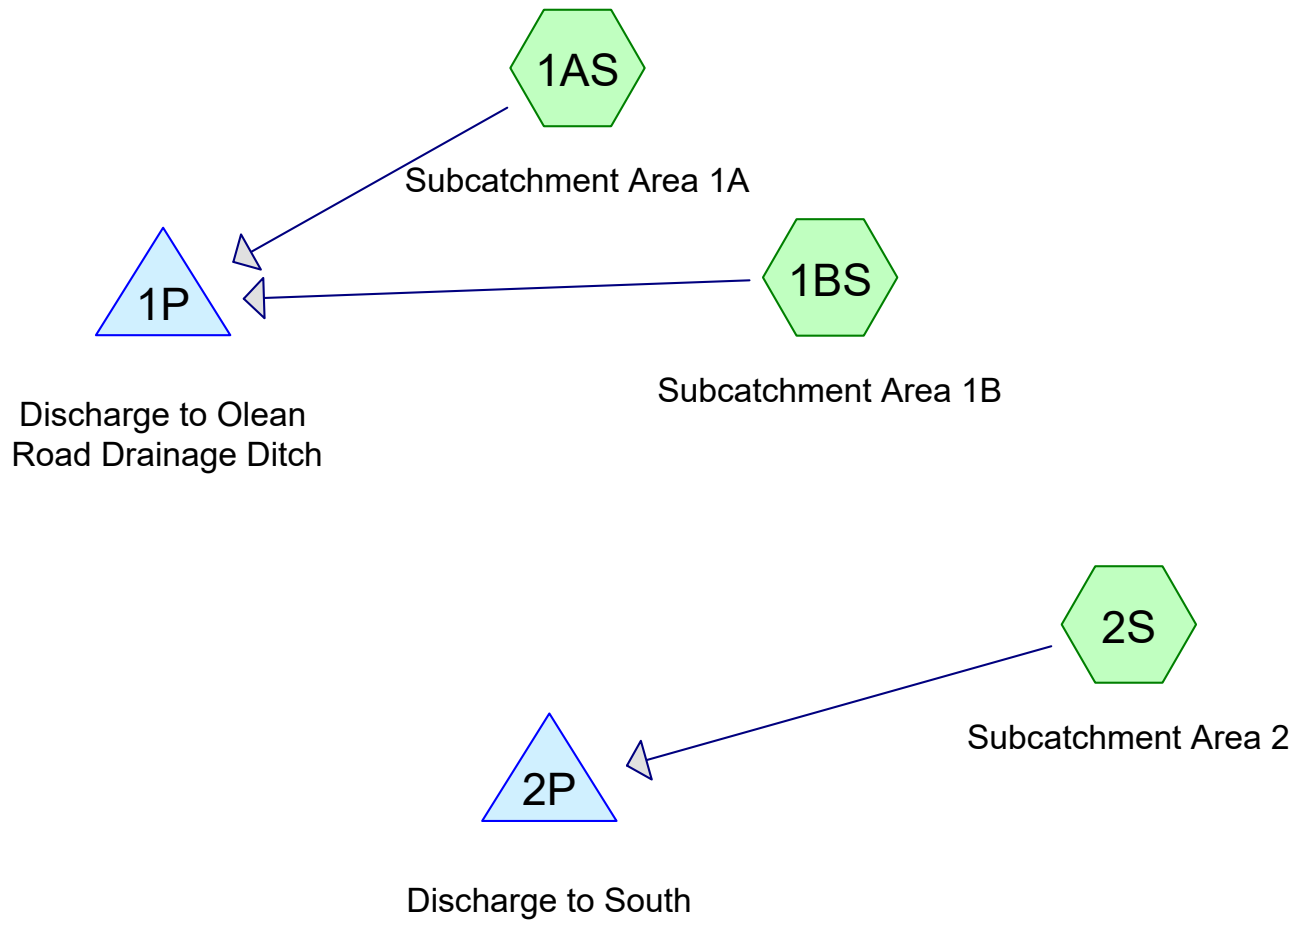 1AS
Subcatchment Area 1A
1BS
1P
Subcatchment Area 1B
Discharge to Olean
Road Drainage Ditch
2S
Subcatchment Area 2
2P
Discharge to South